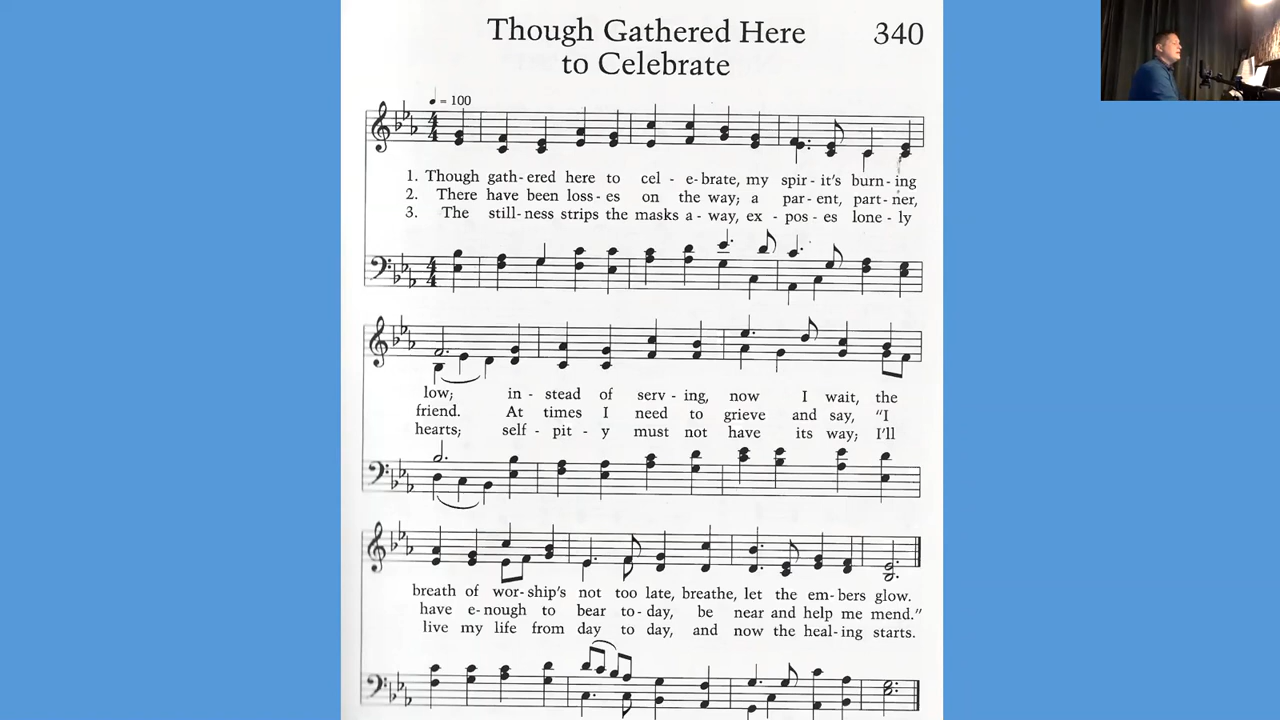 Though Gathered Here 340
to Celebrate
= 100
1. Though gath-ered here to cel - e-brate, my spir-it's burn-ing
2. There have been loss-es on the way; a par-ent, part-ner,
3. The still-ness strips the masks a-way, ex-pos-es lone-ly
low; in-stead of serv-ing, now I wait, the
friend. At times I need to grieve and say, "I
hearts; self-pit-y must not have its way; I'll
breath of wor-ship's not too late, breathe, let the em-bers glow.
have e-nough to bear to-day, be near and help me mend."
live my life from day to day, and now the heal-ing starts.